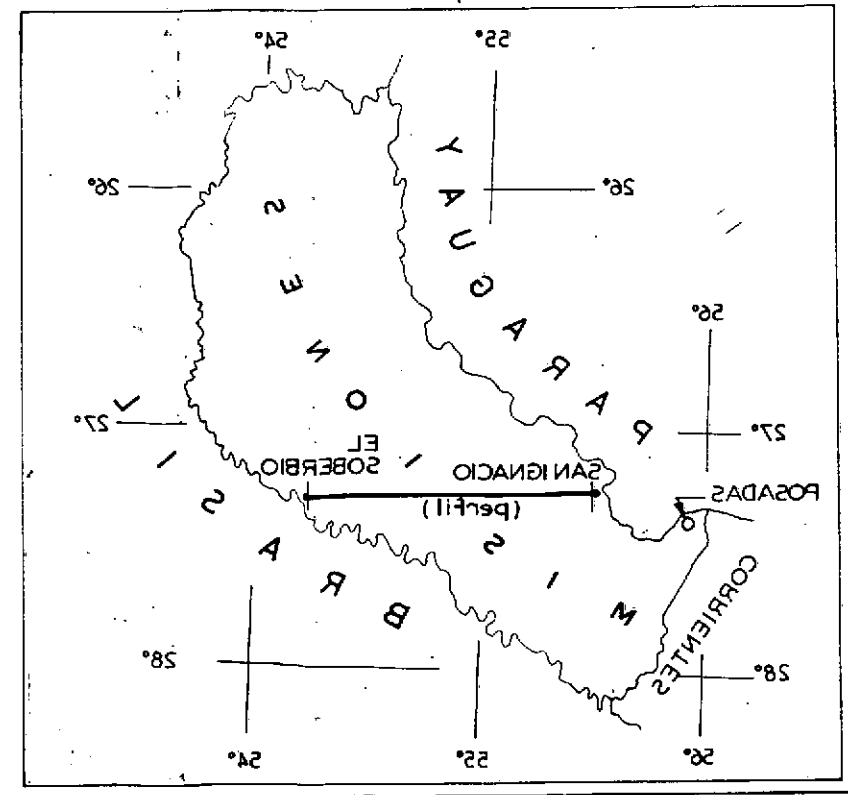 55° 54°
26° 26°
PARAGUAY
56°
27° 27°
MISIONES
EL
SOBERBIO
SAN IGNACIO
(perfil)
POSADAS
BRASIL
CORRIENTES
28° 28°
56° 55° 54°